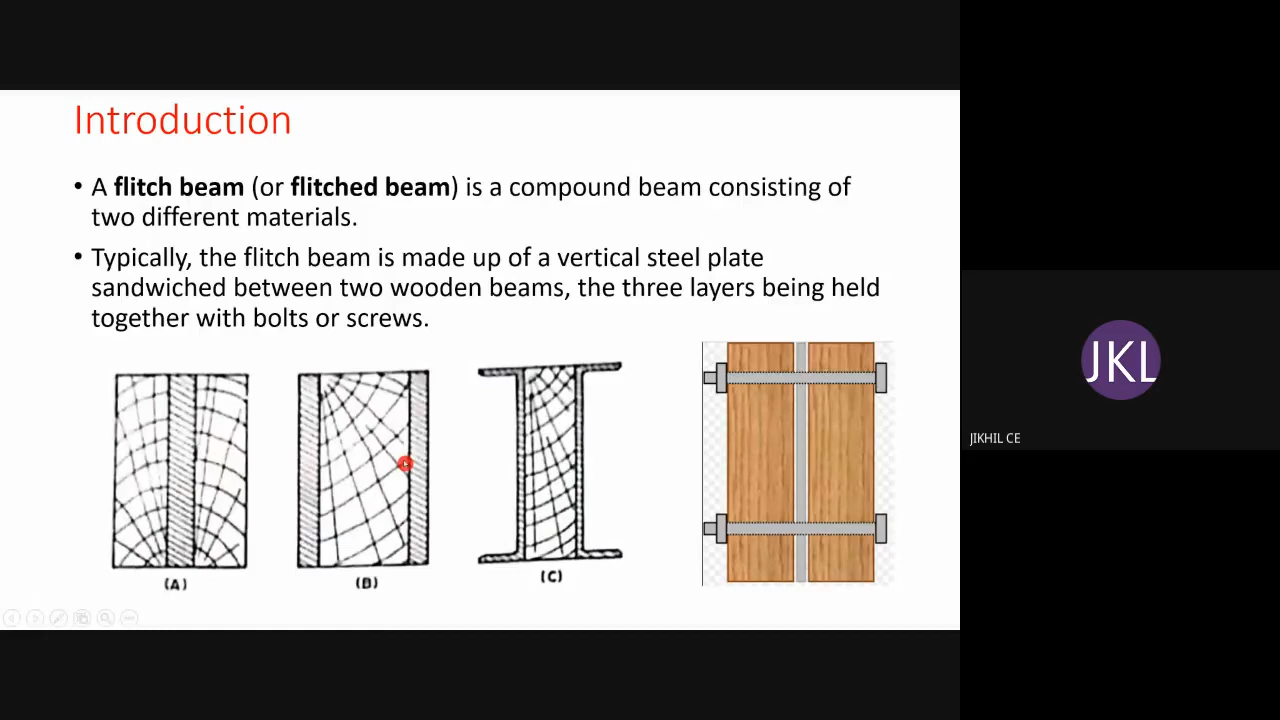 Introduction
• A flitch beam (or flitched beam) is a compound beam consisting of
two different materials.
• Typically, the flitch beam is made up of a vertical steel plate
sandwiched between two wooden beams, the three layers being held
together with bolts or screws.
(A)
(B)
(C)
JKL
JIKHIL CE